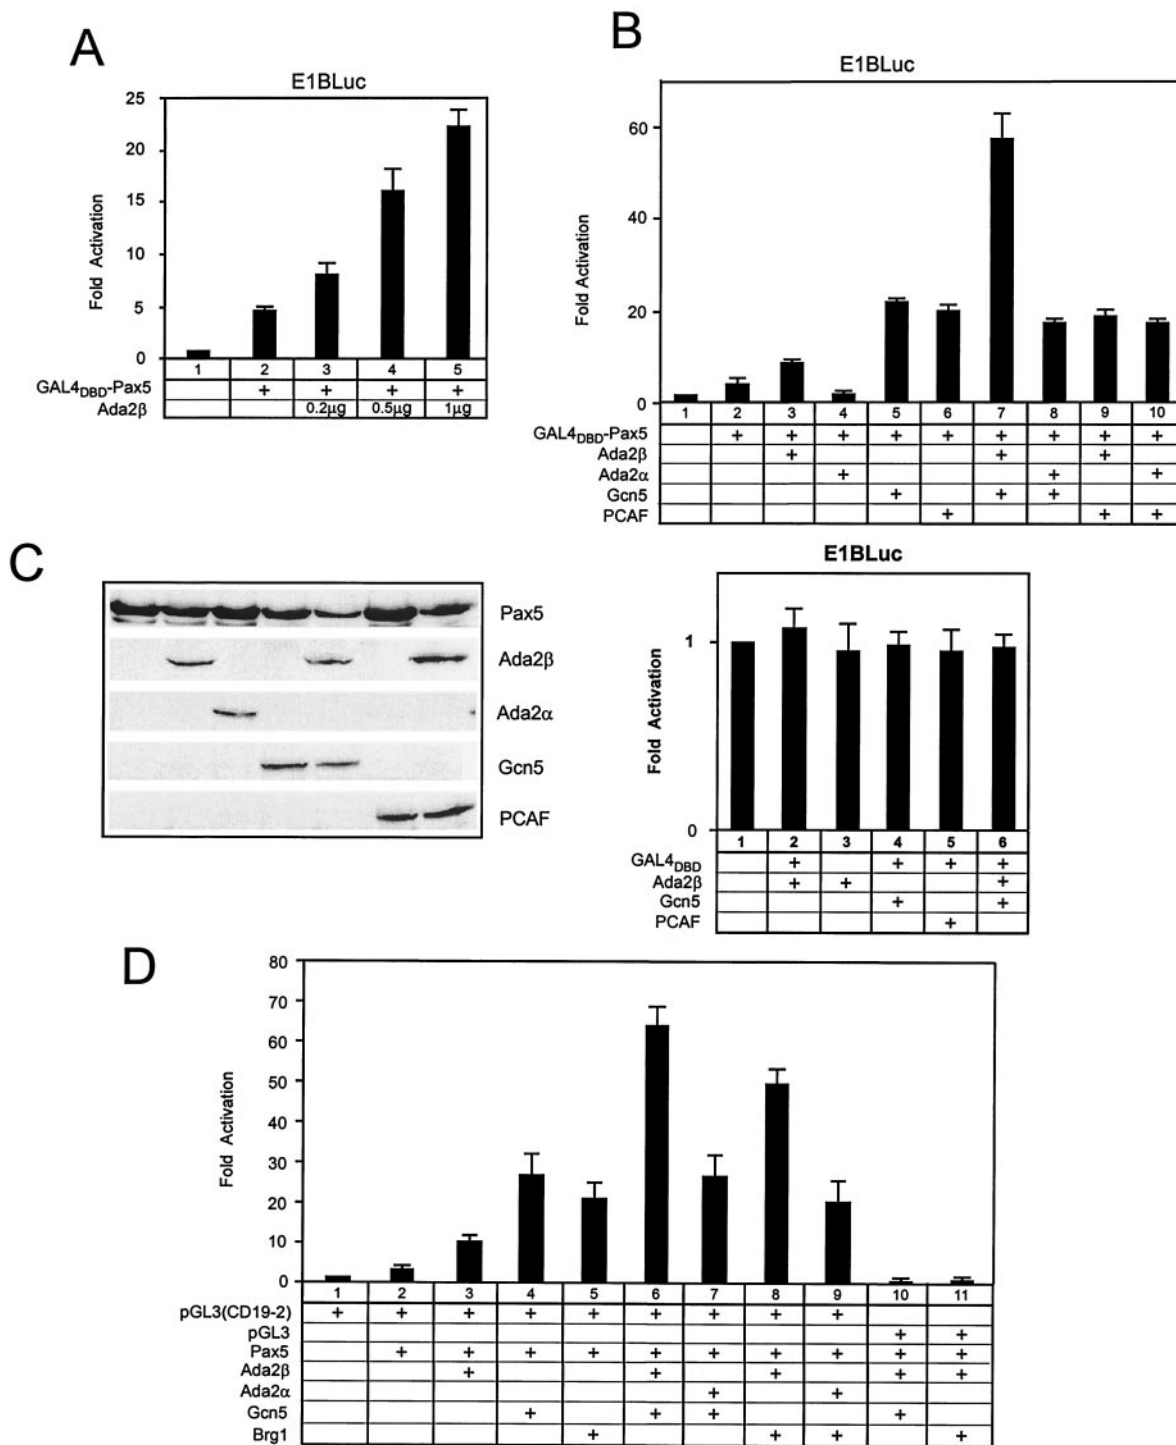 A
E1BLuc
Fold Activation
25
20
15
10
5
0
1 2 3 4 5
GAL4DBD-Pax5 + + + +
Ada2β 0.2μg 0.5μg 1μg
B
E1BLuc
Fold Activation
60
40
20
0
1 2 3 4 5 6 7 8 9 10
GAL4DBD-Pax5 + + + + + + + + +
Ada2β + + +
Ada2α + + +
Gcn5 + + +
PCAF + + +
C
Pax5
Ada2β
Ada2α
Gcn5
PCAF
E1BLuc
Fold Activation
1
0
1 2 3 4 5 6
GAL4DBD + + + +
Ada2β + + +
Gcn5 + +
PCAF +
D
Fold Activation
80
70
60
50
40
30
20
10
0
1 2 3 4 5 6 7 8 9 10 11
pGL3(CD19-2) + + + + + + + + +
pGL3 + +
Pax5 + + + + + + + + + +
Ada2β + + + + +
Ada2α + +
Gcn5 + + + +
Brg1 + + + +